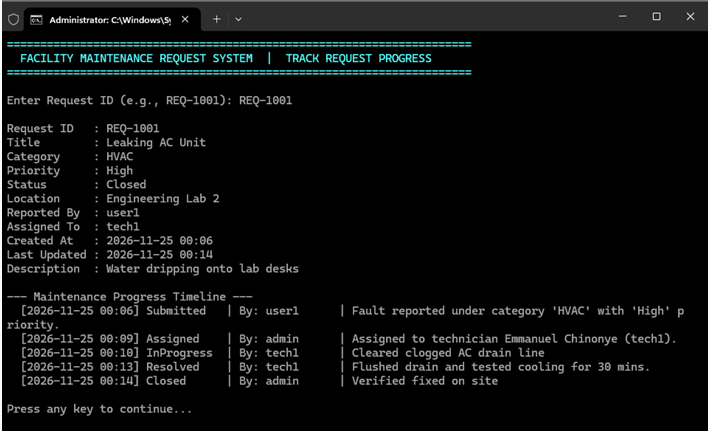 Administrator: C:\Windows\Sy
======================================================================
FACILITY MAINTENANCE REQUEST SYSTEM | TRACK REQUEST PROGRESS
======================================================================
Enter Request ID (e.g., REQ-1001): REQ-1001
Request ID : REQ-1001
Title : Leaking AC Unit
Category : HVAC
Priority : High
Status : Closed
Location : Engineering Lab 2
Reported By : user1
Assigned To : tech1
Created At : 2026-11-25 00:06
Last Updated : 2026-11-25 00:14
Description : Water dripping onto lab desks
--- Maintenance Progress Timeline ---
[2026-11-25 00:06] Submitted | By: user1 | Fault reported under category 'HVAC' with 'High' p
riority.
[2026-11-25 00:09] Assigned | By: admin | Assigned to technician Emmanuel Chinonye (tech1).
[2026-11-25 00:10] InProgress | By: tech1 | Cleared clogged AC drain line
[2026-11-25 00:13] Resolved | By: tech1 | Flushed drain and tested cooling for 30 mins.
[2026-11-25 00:14] Closed | By: admin | Verified fixed on site
Press any key to continue...